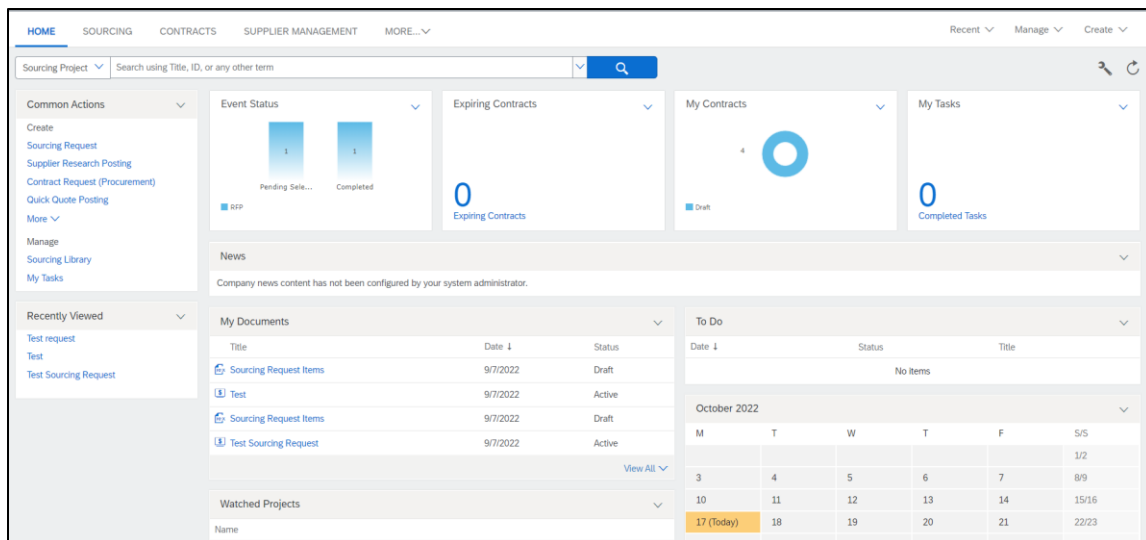 HOME SOURCING CONTRACTS SUPPLIER MANAGEMENT MORE... Recent Manage Create
Sourcing Project Search using Title, ID, or any other term
Common Actions
Create
Sourcing Request
Supplier Research Posting
Contract Request (Procurement)
Quick Quote Posting
More
Manage
Sourcing Library
My Tasks
Recently Viewed
Test request
Test
Test Sourcing Request
Event Status
1 1
Pending Sele... Completed
RFP
Expiring Contracts
0
Expiring Contracts
My Contracts
4
Draft
My Tasks
0
Completed Tasks
News
Company news content has not been configured by your system administrator.
My Documents
Title Date ↓ Status
Sourcing Request Items 9/7/2022 Draft
Test 9/7/2022 Active
Sourcing Request Items 9/7/2022 Draft
Test Sourcing Request 9/7/2022 Active
View All
Watched Projects
Name
To Do
Date ↓ Status Title
No items
October 2022
M T W T F S/S
1/2
3 4 5 6 7 8/9
10 11 12 13 14 15/16
17 (Today) 18 19 20 21 22/23